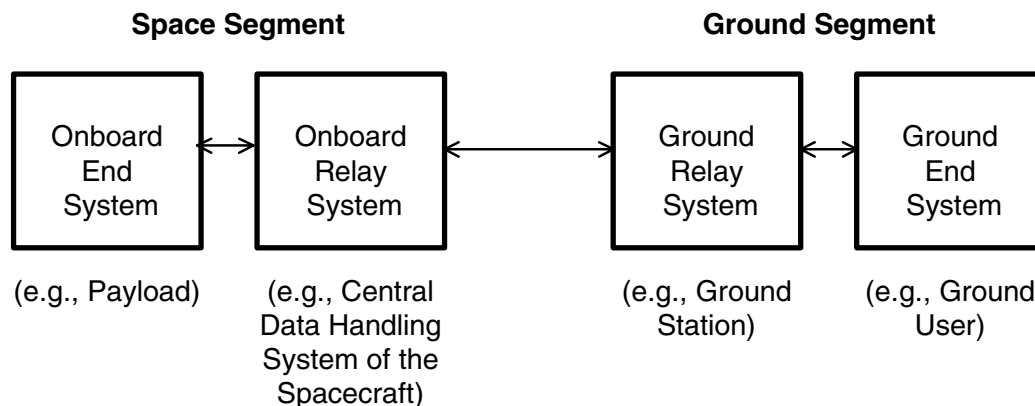 Space Segment
Ground Segment
Onboard
End
System
Onboard
Relay
System
Ground
Relay
System
Ground
End
System
(e.g., Payload)
(e.g., Central
Data Handling
System of the
Spacecraft)
(e.g., Ground
Station)
(e.g., Ground
User)